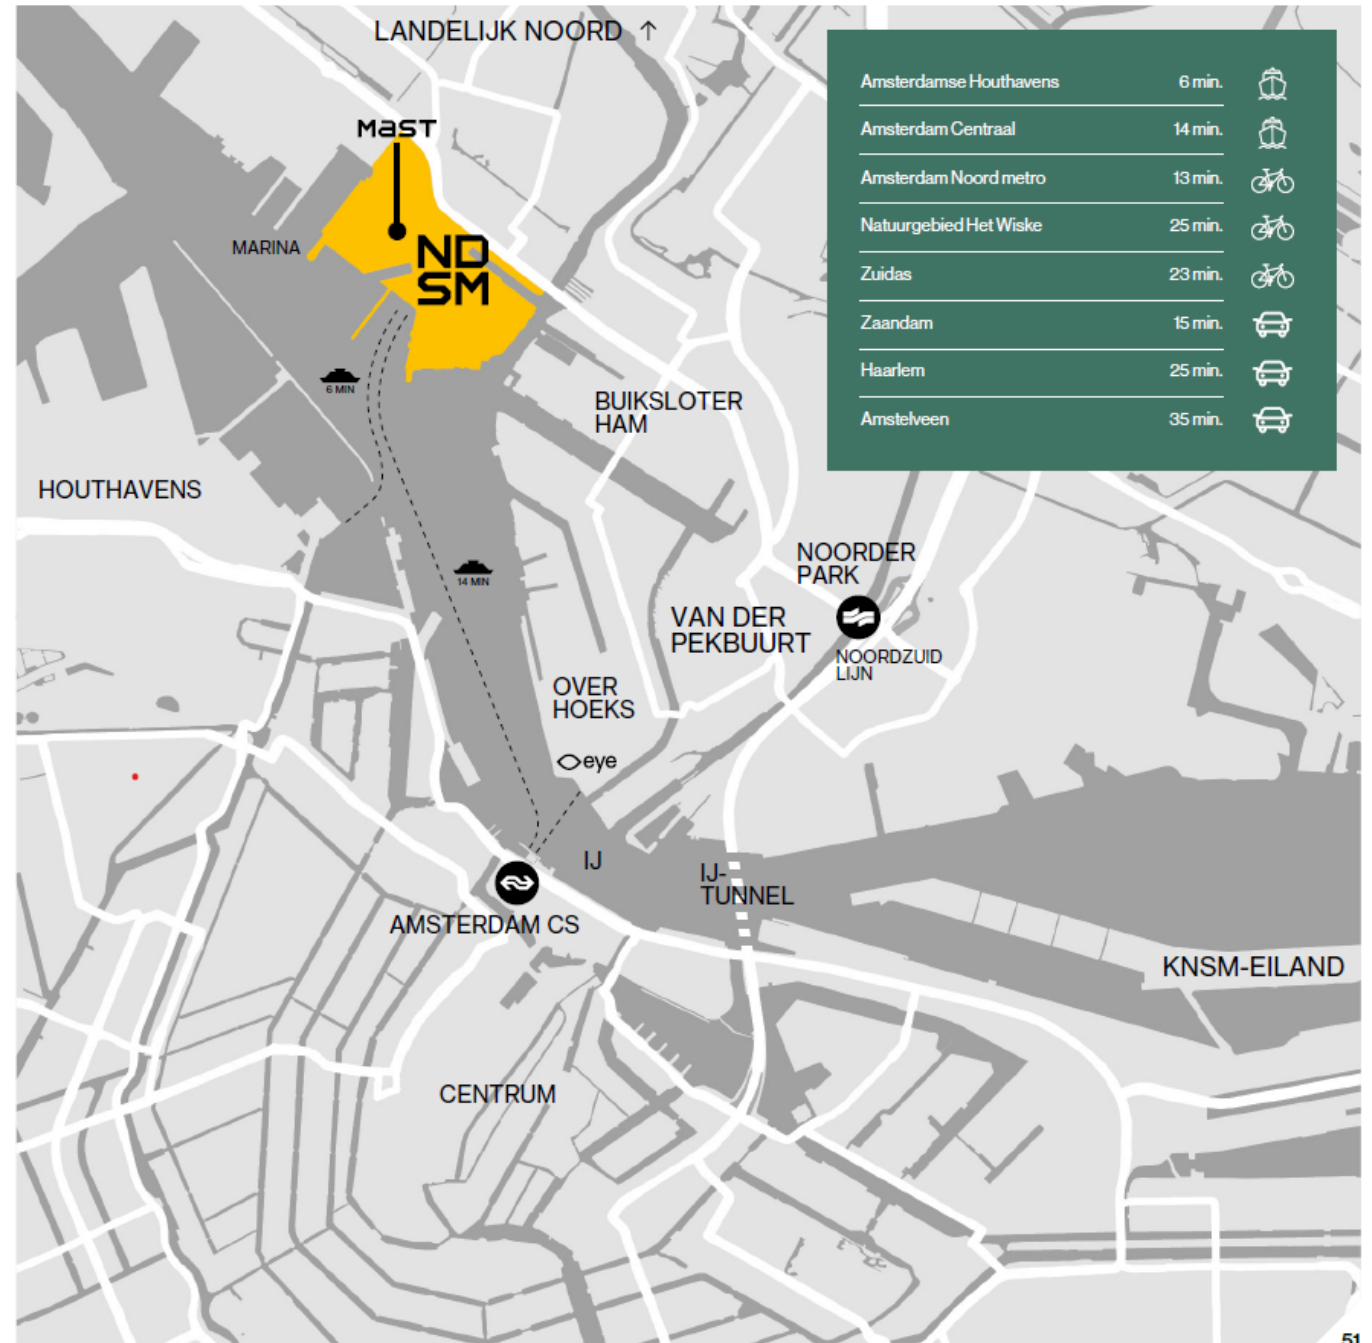 LANDELIJK NOORD ↑
Amsterdamse Houthavens 6 min.
Amsterdam Centraal 14 min.
Amsterdam Noord metro 13 min.
Natuurgebied Het Wiske 25 min.
Zuidas 23 min.
Zaandam 15 min.
Haarlem 25 min.
Amstelveen 35 min.
MaST
MARINA
ND
SM
6 MIN
BUIKSLOTER
HAM
HOUTHAVENS
14 MIN
NOORDER
PARK
VAN DER
PEKBUURT
NOORDZUID
LIJN
OVER
HOEKS
eye
IJ
IJ-
TUNNEL
AMSTERDAM CS
KNSM-EILAND
CENTRUM
51